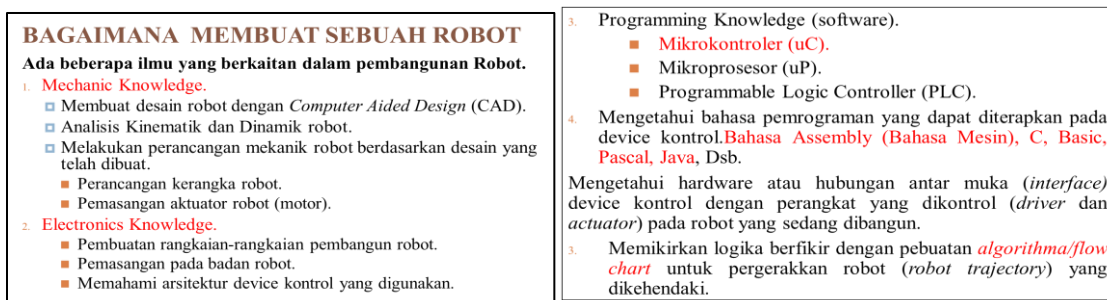 BAGAIMANA MEMBUAT SEBUAH ROBOT
Ada beberapa ilmu yang berkaitan dalam pembangunan Robot.
1. Mechanic Knowledge.
Membuat desain robot dengan Computer Aided Design (CAD).
Analisis Kinematik dan Dinamik robot.
Melakukan perancangan mekanik robot berdasarkan desain yang
telah dibuat.
Perancangan kerangka robot.
Pemasangan aktuator robot (motor).
2. Electronics Knowledge.
Pembuatan rangkaian-rangkaian pembangun robot.
Pemasangan pada badan robot.
Memahami arsitektur device kontrol yang digunakan.
3. Programming Knowledge (software).
Mikrokontroler (uC).
Mikroprosesor (uP).
Programmable Logic Controller (PLC).
4. Mengetahui bahasa pemrograman yang dapat diterapkan pada
device kontrol.Bahasa Assembly (Bahasa Mesin), C, Basic,
Pascal, Java, Dsb.
Mengetahui hardware atau hubungan antar muka (interface)
device kontrol dengan perangkat yang dikontrol (driver dan
actuator) pada robot yang sedang dibangun.
3. Memikirkan logika berfikir dengan pebuatan algorithma/flow
chart untuk pergerakkan robot (robot trajectory) yang
dikehendaki.